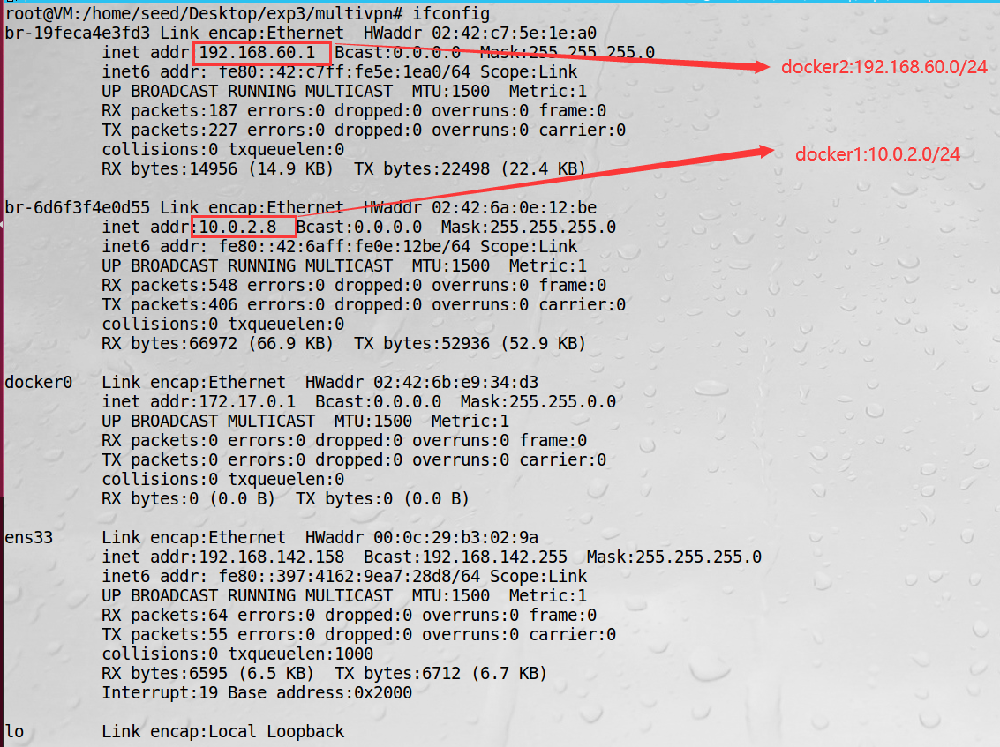 root@VM:/home/seed/Desktop/exp3/multivpn# ifconfig
br-19feca4e3fd3 Link encap:Ethernet  HWaddr 02:42:c7:5e:1e:a0
inet addr:192.168.60.1  Bcast:0.0.0.0  Mask:255.255.255.0
docker2:192.168.60.0/24
inet6 addr: fe80::42:c7ff:fe5e:1ea0/64 Scope:Link
UP BROADCAST RUNNING MULTICAST  MTU:1500  Metric:1
RX packets:187 errors:0 dropped:0 overruns:0 frame:0
TX packets:227 errors:0 dropped:0 overruns:0 carrier:0
collisions:0 txqueuelen:0
docker1:10.0.2.0/24
RX bytes:14956 (14.9 KB)  TX bytes:22498 (22.4 KB)
br-6d6f3f4e0d55 Link encap:Ethernet  HWaddr 02:42:6a:0e:12:be
inet addr:10.0.2.8  Bcast:0.0.0.0  Mask:255.255.255.0
inet6 addr: fe80::42:6aff:fe0e:12be/64 Scope:Link
UP BROADCAST RUNNING MULTICAST  MTU:1500  Metric:1
RX packets:548 errors:0 dropped:0 overruns:0 frame:0
TX packets:406 errors:0 dropped:0 overruns:0 carrier:0
collisions:0 txqueuelen:0
RX bytes:66972 (66.9 KB)  TX bytes:52936 (52.9 KB)
docker0   Link encap:Ethernet  HWaddr 02:42:6b:e9:34:d3
inet addr:172.17.0.1  Bcast:0.0.0.0  Mask:255.255.0.0
UP BROADCAST MULTICAST  MTU:1500  Metric:1
RX packets:0 errors:0 dropped:0 overruns:0 frame:0
TX packets:0 errors:0 dropped:0 overruns:0 carrier:0
collisions:0 txqueuelen:0
RX bytes:0 (0.0 B)  TX bytes:0 (0.0 B)
ens33     Link encap:Ethernet  HWaddr 00:0c:29:b3:02:9a
inet addr:192.168.142.158  Bcast:192.168.142.255  Mask:255.255.255.0
inet6 addr: fe80::397:4162:9ea7:28d8/64 Scope:Link
UP BROADCAST RUNNING MULTICAST  MTU:1500  Metric:1
RX packets:64 errors:0 dropped:0 overruns:0 frame:0
TX packets:55 errors:0 dropped:0 overruns:0 carrier:0
collisions:0 txqueuelen:1000
RX bytes:6595 (6.5 KB)  TX bytes:6712 (6.7 KB)
Interrupt:19 Base address:0x2000
lo        Link encap:Local Loopback